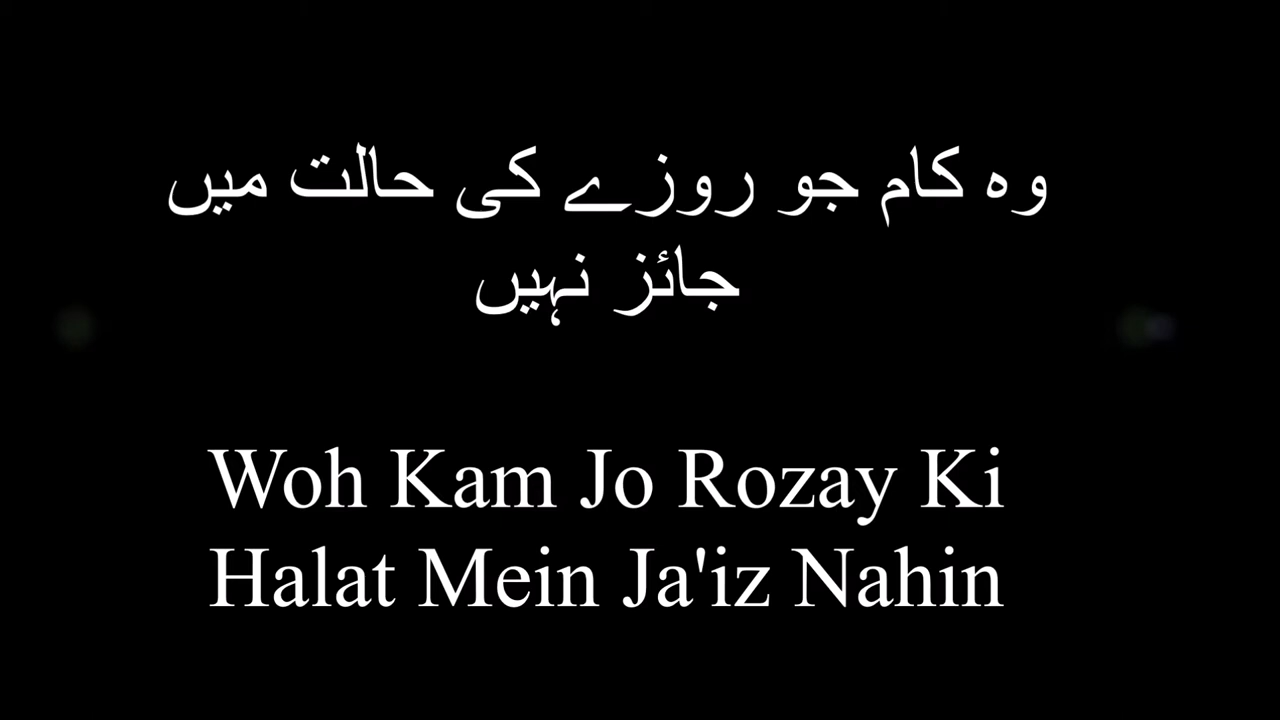 وہ کام جو روزے کی حالت میں
جائز نہیں
Woh Kam Jo Rozay Ki
Halat Mein Ja'iz Nahin